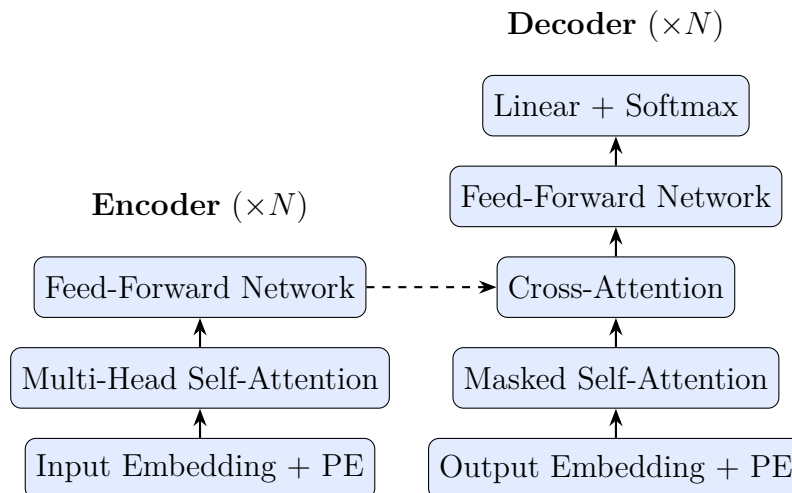 Decoder (×N)
Linear + Softmax
Feed-Forward Network
Encoder (×N)
Feed-Forward Network
Cross-Attention
Multi-Head Self-Attention
Masked Self-Attention
Input Embedding + PE
Output Embedding + PE